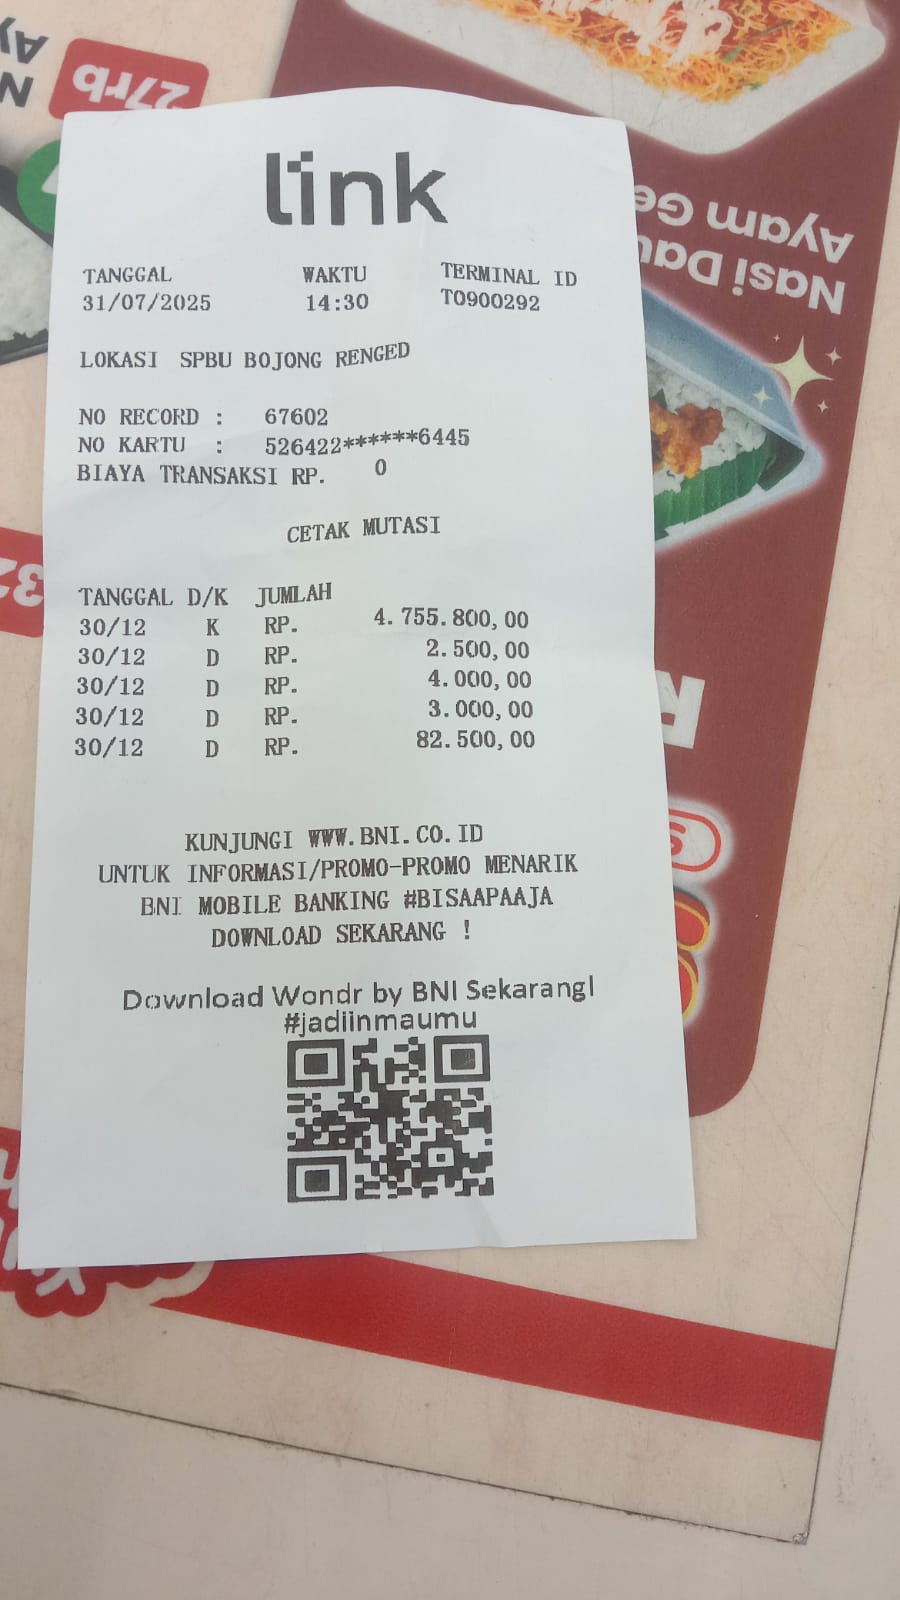 27rb
Ay
N
link
TANGGAL WAKTU TERMINAL ID
31/07/2025 14:30 T0900292
LOKASI SPBU BOJONG RENGED
NO RECORD : 67602
NO KARTU : 526422******6445
BIAYA TRANSAKSI RP. 0
CETAK MUTASI
TANGGAL D/K JUMLAH
30/12 K RP. 4.755.800,00
30/12 D RP. 2.500,00
30/12 D RP. 4.000,00
30/12 D RP. 3.000,00
30/12 D RP. 82.500,00
KUNJUNGI WWW.BNI.CO.ID
UNTUK INFORMASI/PROMO-PROMO MENARIK
BNI MOBILE BANKING #BISAAPAAJA
DOWNLOAD SEKARANG !
Download Wondr by BNI Sekarang!
#jadiinmaumu
Nasi Dau
Ayam Ge
32
R